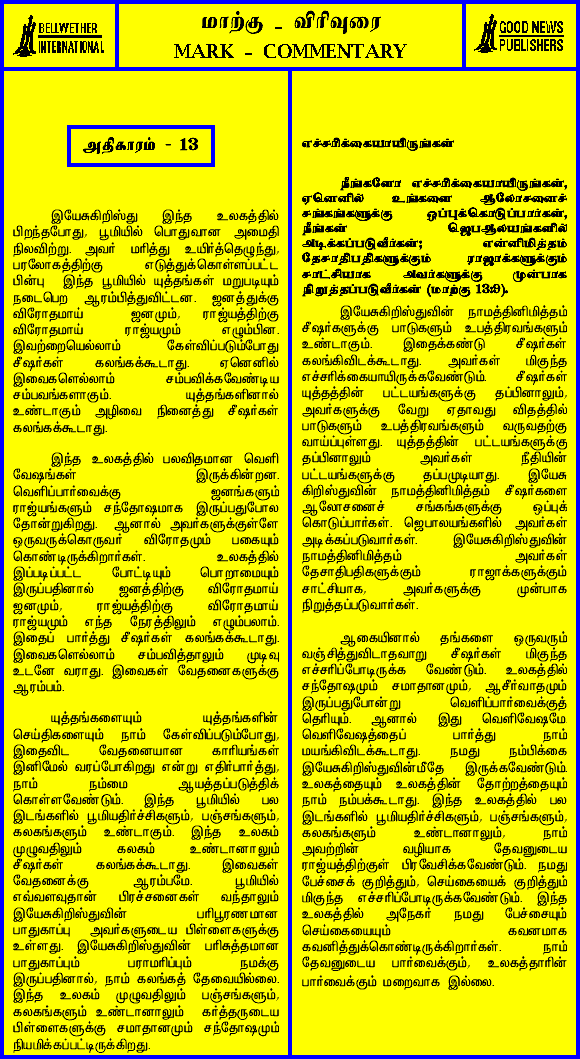 BELLWETHER
INTERNATIONAL
மாற்கு - விரிவுரை
MARK - COMMENTARY
GOOD NEWS
PUBLISHERS
அதிகாரம் - 13
இயேசுகிறிஸ்து இந்த உலகத்தில்
பிறந்தபோது, பூமியில் பொதுவான அமைதி
நிலவிற்று. அவர் மரித்து உயிர்த்தெழுந்து,
பரலோகத்திற்கு எடுத்துக்கொள்ளப்பட்ட
பின்பு இந்த பூமியில் யுத்தங்கள் மறுபடியும்
நடைபெற ஆரம்பித்துவிட்டன. ஜனத்துக்கு
விரோதமாய் ஜனமும், ராஜ்யத்திற்கு
விரோதமாய் ராஜ்யமும் எழும்பின.
இவற்றையெல்லாம் கேள்விப்படும்போது
சீஷர்கள் கலங்கக்கூடாது. ஏனெனில்
இவைகளெல்லாம் சம்பவிக்கவேண்டிய
சம்பவங்களாகும். யுத்தங்களினால்
உண்டாகும் அழிவை நினைத்து சீஷர்கள்
கலங்கக்கூடாது.
இந்த உலகத்தில் பலவிதமான வெளி
வேஷங்கள் இருக்கின்றன.
வெளிப்பார்வைக்கு ஜனங்களும்
ராஜ்யங்களும் சந்தோஷமாக இருப்பதுபோல
தோன்றுகிறது. ஆனால் அவர்களுக்குள்ளே
ஒருவருக்கொருவர் விரோதமும் பகையும்
கொண்டிருக்கிறார்கள். உலகத்தில்
இப்படிப்பட்ட போட்டியும் பொறாமையும்
இருப்பதினால் ஜனத்திற்கு விரோதமாய்
ஜனமும், ராஜ்யத்திற்கு விரோதமாய்
ராஜ்யமும் எந்த நேரத்திலும் எழும்பலாம்.
இதைப் பார்த்து சீஷர்கள் கலங்கக்கூடாது.
இவைகளெல்லாம் சம்பவித்தாலும் முடிவு
உடனே வராது. இவைகள் வேதனைகளுக்கு
ஆரம்பம்.
யுத்தங்களையும் யுத்தங்களின்
செய்திகளையும் நாம் கேள்விப்படும்போது,
இதைவிட வேதனையான காரியங்கள்
இனிமேல் வரப்போகிறது என்று எதிர்பார்த்து,
நாம் நம்மை ஆயத்தப்படுத்திக்
கொள்ளவேண்டும். இந்த பூமியில் பல
இடங்களில் பூமியதிர்ச்சிகளும், பஞ்சங்களும்,
கலகங்களும் உண்டாகும். இந்த உலகம்
முழுவதிலும் கலகம் உண்டானாலும்
சீஷர்கள் கலங்கக்கூடாது. இவைகள்
வேதனைக்கு ஆரம்பமே. பூமியில்
எவ்வளவுதான் பிரச்சனைகள் வந்தாலும்
இயேசுகிறிஸ்துவின் பரிபூரணமான
பாதுகாப்பு அவர்களுடைய பிள்ளைகளுக்கு
உள்ளது. இயேசுகிறிஸ்துவின் பரிசுத்தமான
பாதுகாப்பும் பராமரிப்பும் நமக்கு
இருப்பதினால், நாம் கலங்கத் தேவையில்லை.
இந்த உலகம் முழுவதிலும் பஞ்சங்களும்,
கலகங்களும் உண்டானாலும் கர்த்தருடைய
பிள்ளைகளுக்கு சமாதானமும் சந்தோஷமும்
நியமிக்கப்பட்டிருக்கிறது.
எச்சரிக்கையாயிருங்கள்
நீங்களோ எச்சரிக்கையாயிருங்கள்,
ஏனெனில் உங்களை ஆலோசனைச்
சங்கங்களுக்கு ஒப்புக்கொடுப்பார்கள்,
நீங்கள் ஜெபஆலயங்களில்
அடிக்கப்படுவீர்கள்; என்னிமித்தம்
தேசாதிபதிகளுக்கும் ராஜாக்களுக்கும்
சாட்சியாக அவர்களுக்கு முன்பாக
நிறுத்தப்படுவீர்கள் (மாற்கு 13:9).
இயேசுகிறிஸ்துவின் நாமத்தினிமித்தம்
சீஷர்களுக்கு பாடுகளும் உபத்திரவங்களும்
உண்டாகும். இதைக்கண்டு சீஷர்கள்
கலங்கிவிடக்கூடாது. அவர்கள் மிகுந்த
எச்சரிக்கையாயிருக்கவேண்டும். சீஷர்கள்
யுத்தத்தின் பட்டயங்களுக்கு தப்பினாலும்,
அவர்களுக்கு வேறு ஏதாவது விதத்தில்
பாடுகளும் உபத்திரவங்களும் வருவதற்கு
வாய்ப்புள்ளது. யுத்தத்தின் பட்டயங்களுக்கு
தப்பினாலும் அவர்கள் நீதியின்
பட்டயங்களுக்கு தப்பமுடியாது. இயேசு
கிறிஸ்துவின் நாமத்தினிமித்தம் சீஷர்களை
ஆலோசனைச் சங்கங்களுக்கு ஒப்புக்
கொடுப்பார்கள். ஜெபாலயங்களில் அவர்கள்
அடிக்கப்படுவார்கள். இயேசுகிறிஸ்துவின்
நாமத்தினிமித்தம் அவர்கள்
தேசாதிபதிகளுக்கும் ராஜாக்களுக்கும்
சாட்சியாக, அவர்களுக்கு முன்பாக
நிறுத்தப்படுவார்கள்.
ஆகையினால் தங்களை ஒருவரும்
வஞ்சித்துவிடாதவாறு சீஷர்கள் மிகுந்த
எச்சரிப்போடிருக்க வேண்டும். உலகத்தில்
சந்தோஷமும் சமாதானமும், ஆசீர்வாதமும்
இருப்பதுபோன்று வெளிப்பார்வைக்குத்
தெரியும். ஆனால் இது வெளிவேஷமே.
வெளிவேஷத்தைப் பார்த்து நாம்
மயங்கிவிடக்கூடாது. நமது நம்பிக்கை
இயேசுகிறிஸ்துவின்மீதே இருக்கவேண்டும்.
உலகத்தையும் உலகத்தின் தோற்றத்தையும்
நாம் நம்பக்கூடாது. இந்த உலகத்தில் பல
இடங்களில் பூமியதிர்ச்சிகளும், பஞ்சங்களும்,
கலகங்களும் உண்டானாலும், நாம்
அவற்றின் வழியாக தேவனுடைய
ராஜ்யத்திற்குள் பிரவேசிக்கவேண்டும். நமது
பேச்சைக் குறித்தும், செய்கையைக் குறித்தும்
மிகுந்த எச்சரிப்போடிருக்கவேண்டும். இந்த
உலகத்தில் அநேகர் நமது பேச்சையும்
செய்கையையும் கவனமாக
கவனித்துக்கொண்டிருக்கிறார்கள். நாம்
தேவனுடைய பார்வைக்கும், உலகத்தாரின்
பார்வைக்கும் மறைவாக இல்லை.